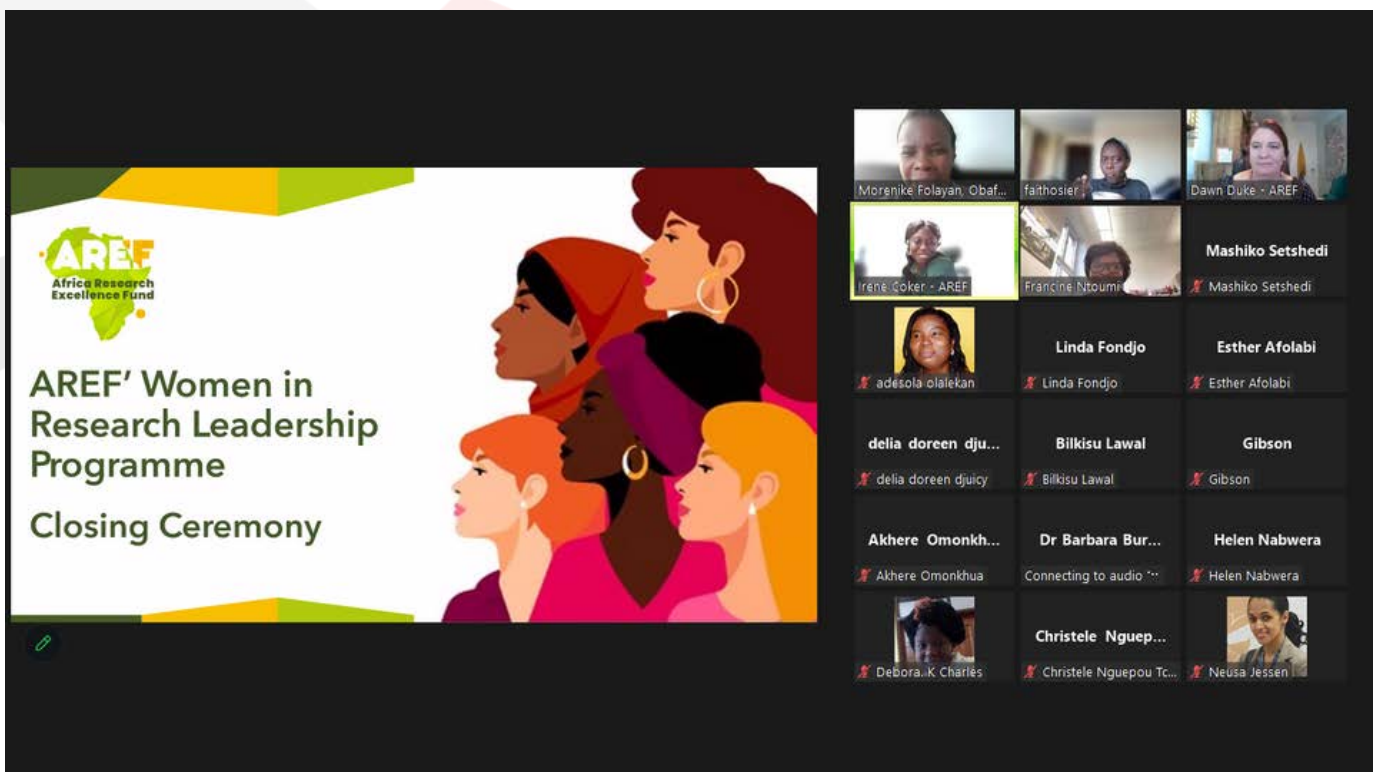 AREF
Africa Research
Excellence Fund
AREF' Women in
Research Leadership
Programme
Closing Ceremony
Morenike Folayan, Obaf...
faithosier
Dawn Duke - AREF
Irene Coker - AREF
Francine Ntoumi
Mashiko Setshedi
Mashiko Setshedi
adesola olalekan
Linda Fondjo
Linda Fondjo
Esther Afolabi
Esther Afolabi
delia doreen dju...
delia doreen djuicy
Bilkisu Lawal
Bilkisu Lawal
Gibson
Gibson
Akhere Omonkh...
Akhere Omonkhua
Dr Barbara Bur...
Connecting to audio ···
Helen Nabwera
Helen Nabwera
Debora. K Charles
Christele Nguep...
Christele Nguepou Tc...
Neusa Jessen